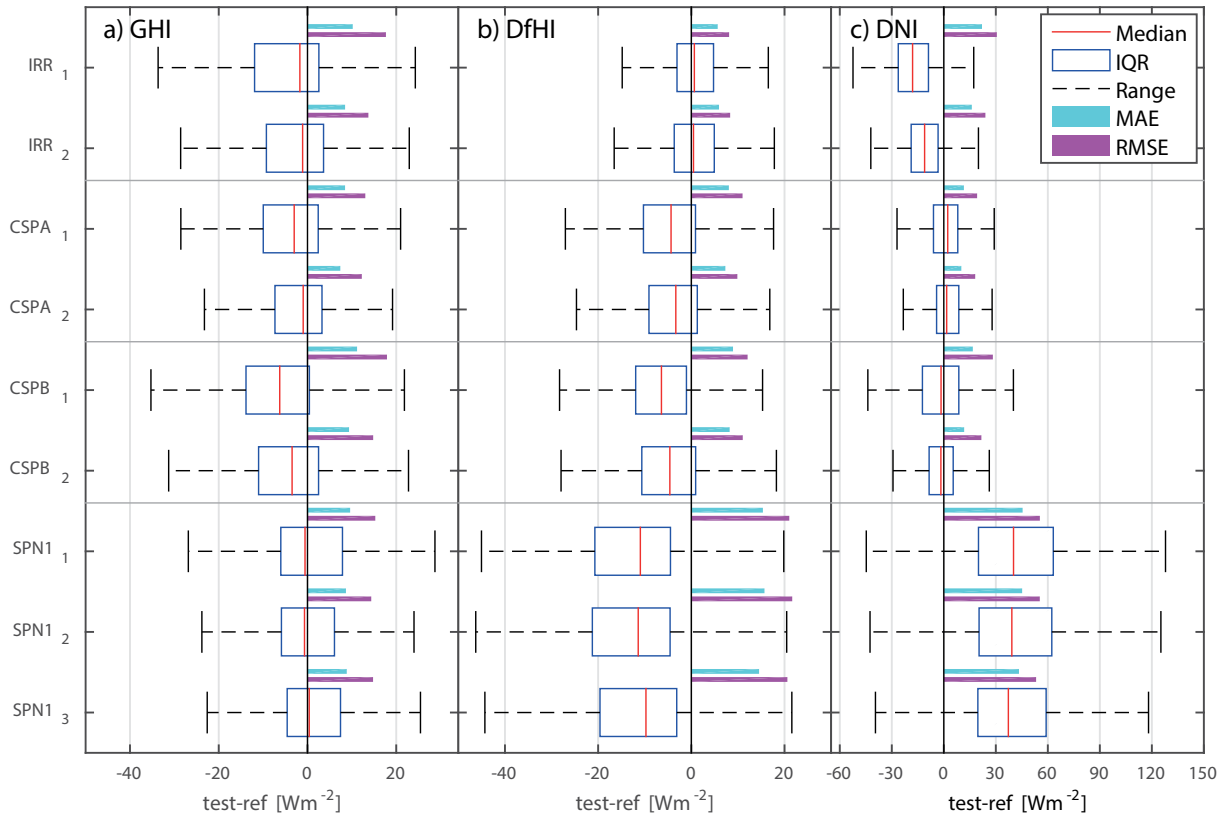 a) GHI
b) DfHI
c) DNI
Median
IQR
Range
MAE
RMSE
IRR 1
IRR 2
CSPA 1
CSPA 2
CSPB 1
CSPB 2
SPN1 1
SPN1 2
SPN1 3
-40 -20 0 20
-40 -20 0 20
-60 -30 0 30 60 90 120 150
test-ref [Wm-2]
test-ref [Wm-2]
test-ref [Wm-2]